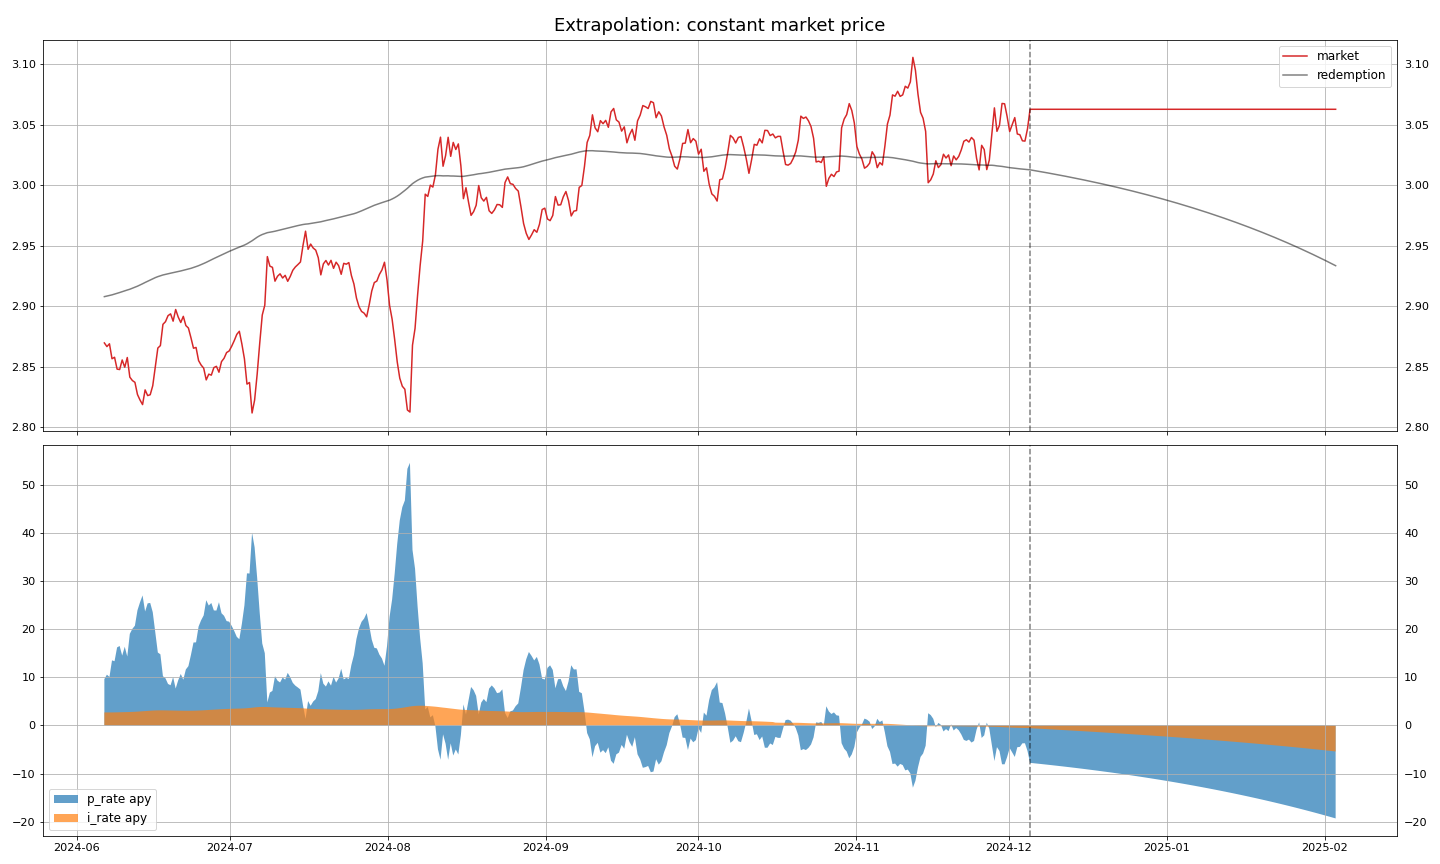 Extrapolation: constant market price
market
redemption
3.10 3.10
3.05 3.05
3.00 3.00
2.95 2.95
2.90 2.90
2.85 2.85
2.80 2.80
50 50
40 40
30 30
20 20
10 10
0 0
−10 −10
−20 −20
p_rate apy
i_rate apy
2024-06 2024-07 2024-08 2024-09 2024-10 2024-11 2024-12 2025-01 2025-02